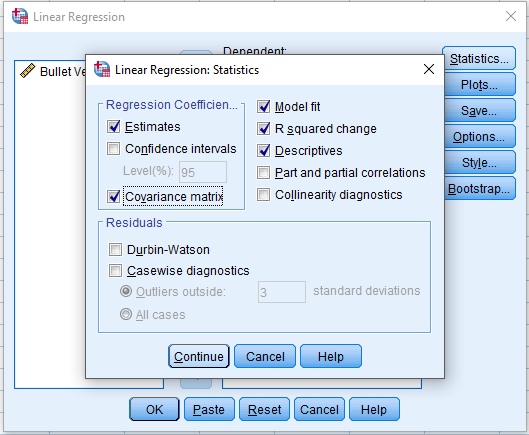 Linear Regression
Dependent:
Bullet Ve
Statistics...
Plots...
Save...
Options...
Style...
Bootstrap...
Linear Regression: Statistics
Regression Coefficien...
Estimates
Confidence intervals
Level(%): 95
Covariance matrix
Model fit
R squared change
Descriptives
Part and partial correlations
Collinearity diagnostics
Residuals
Durbin-Watson
Casewise diagnostics
Outliers outside: 3 standard deviations
All cases
Continue Cancel Help
OK Paste Reset Cancel Help